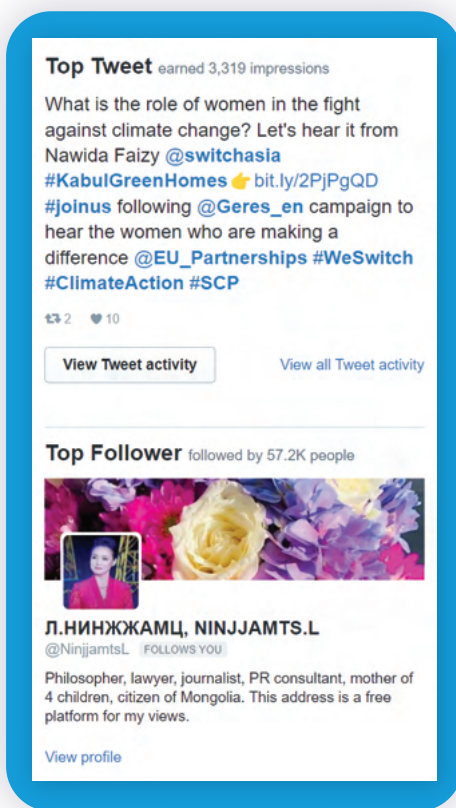 Top Tweet earned 3,319 impressions
What is the role of women in the fight
against climate change? Let's hear it from
Nawida Faizy @switchasia
#KabulGreenHomes 👉 bit.ly/2PjPgQD
#joinus following @Geres_en campaign to
hear the women who are making a
difference @EU_Partnerships #WeSwitch
#ClimateAction #SCP
2 10
View Tweet activity View all Tweet activity
Top Follower followed by 57.2K people
Л.НИНЖЖАМЦ, NINJJAMTS.L
@NinjjamtsL FOLLOWS YOU
Philosopher, lawyer, journalist, PR consultant, mother of
4 children, citizen of Mongolia. This address is a free
platform for my views.
View profile